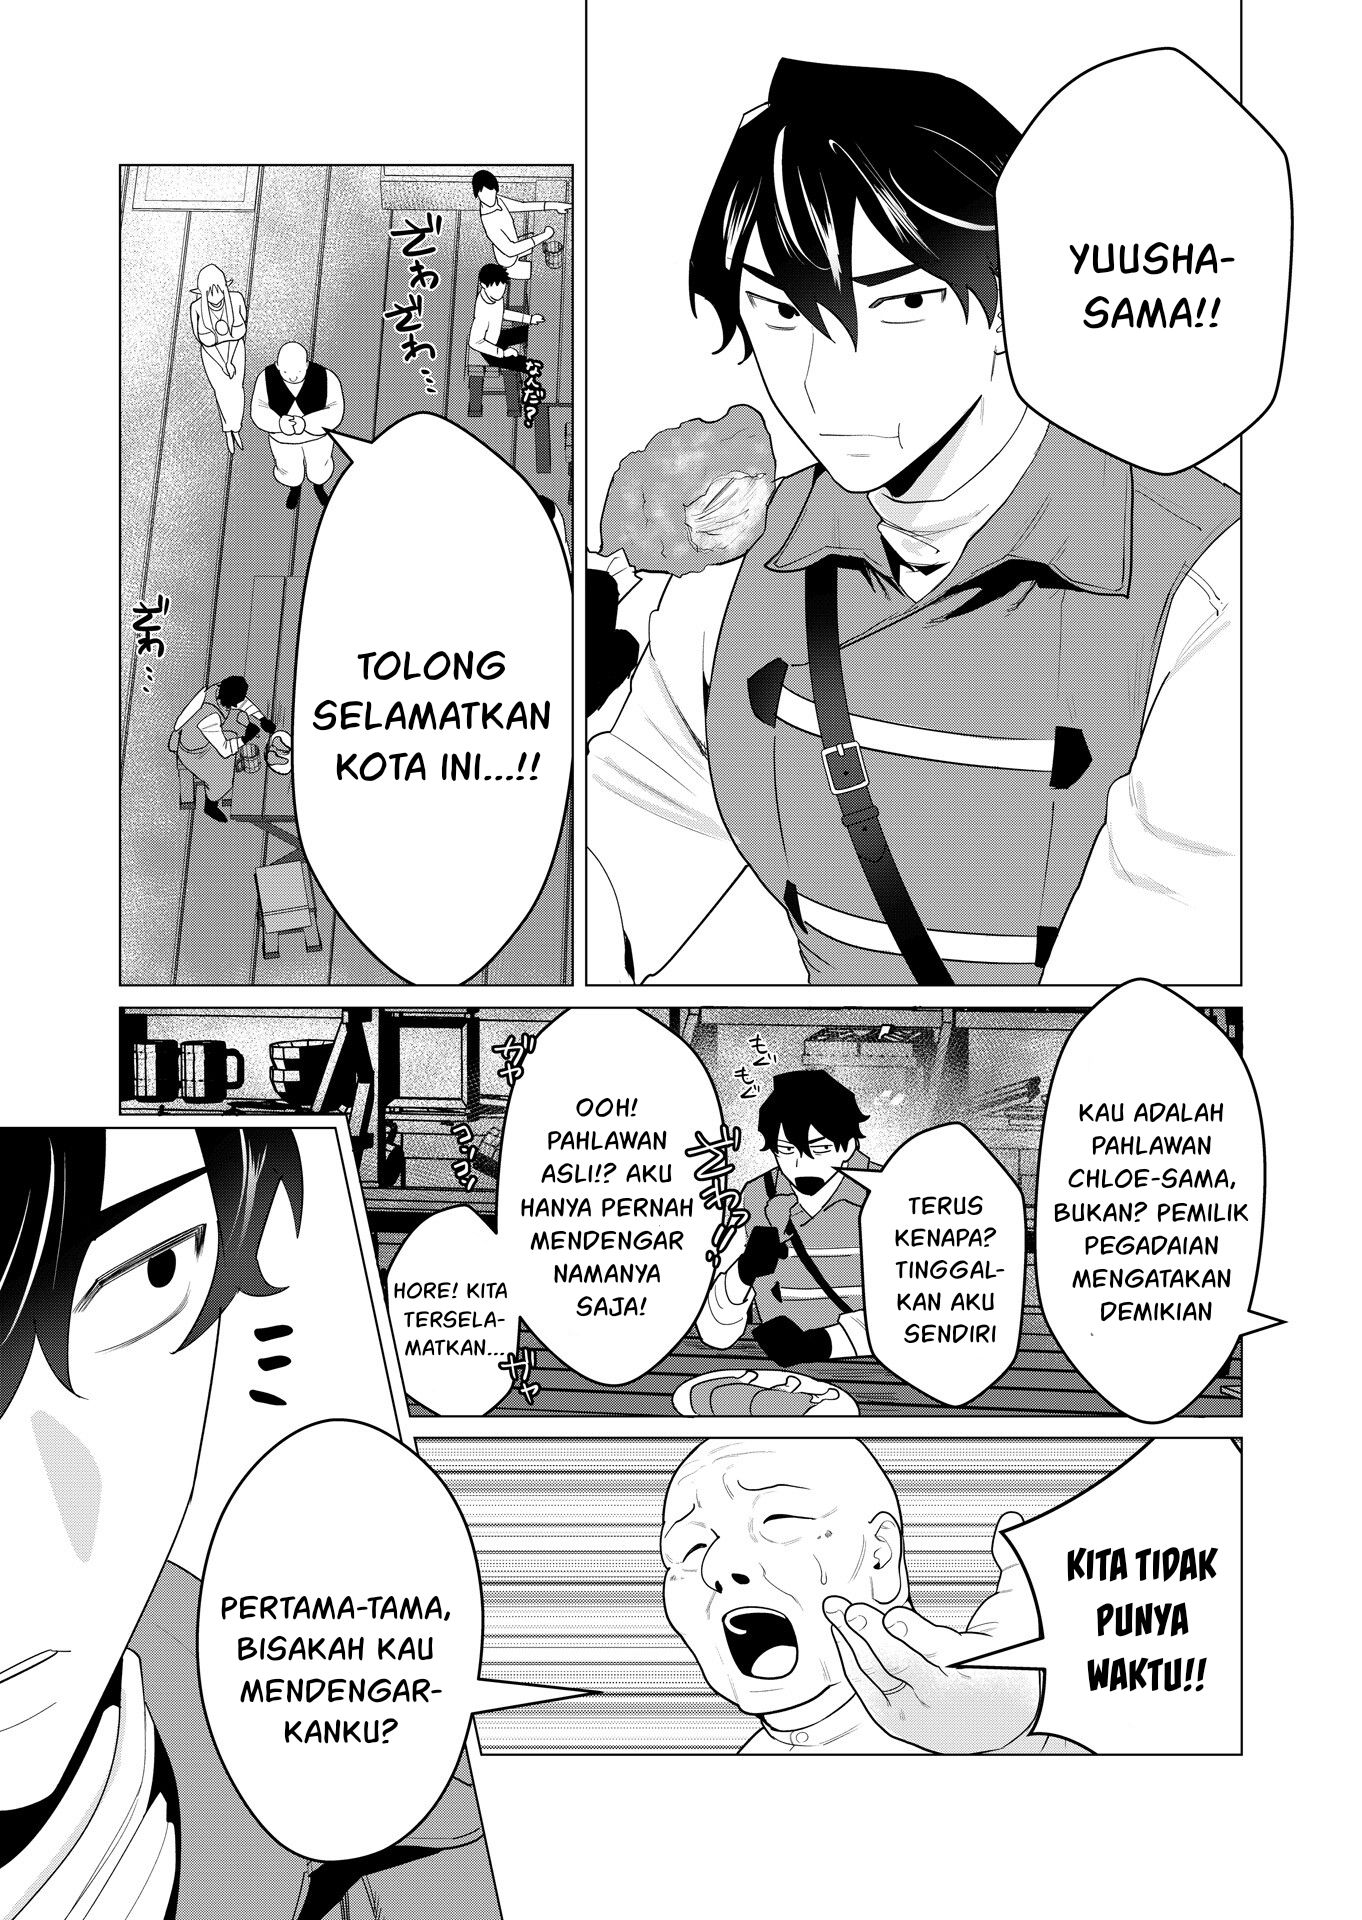 YUUSHA-
SAMA!!
ざわ
ざわ…
なんだ?
TOLONG
SELAMATKAN
KOTA INI...!!
ざわ…
KAU ADALAH
PAHLAWAN
CHLOE-SAMA,
BUKAN? PEMILIK
PEGADAIAN
MENGATAKAN
DEMIKIAN
もぐ
もぐ
TERUS
KENAPA?
TINGGAL-
KAN AKU
SENDIRI
OOH!
PAHLAWAN
ASLI!? AKU
HANYA PERNAH
MENDENGAR
NAMANYA
SAJA!
HORE! KITA
TERSELA-
MATKAN...
KITA TIDAK
PUNYA
WAKTU!!
PERTAMA-TAMA,
BISAKAH KAU
MENDENGAR-
KANKU?